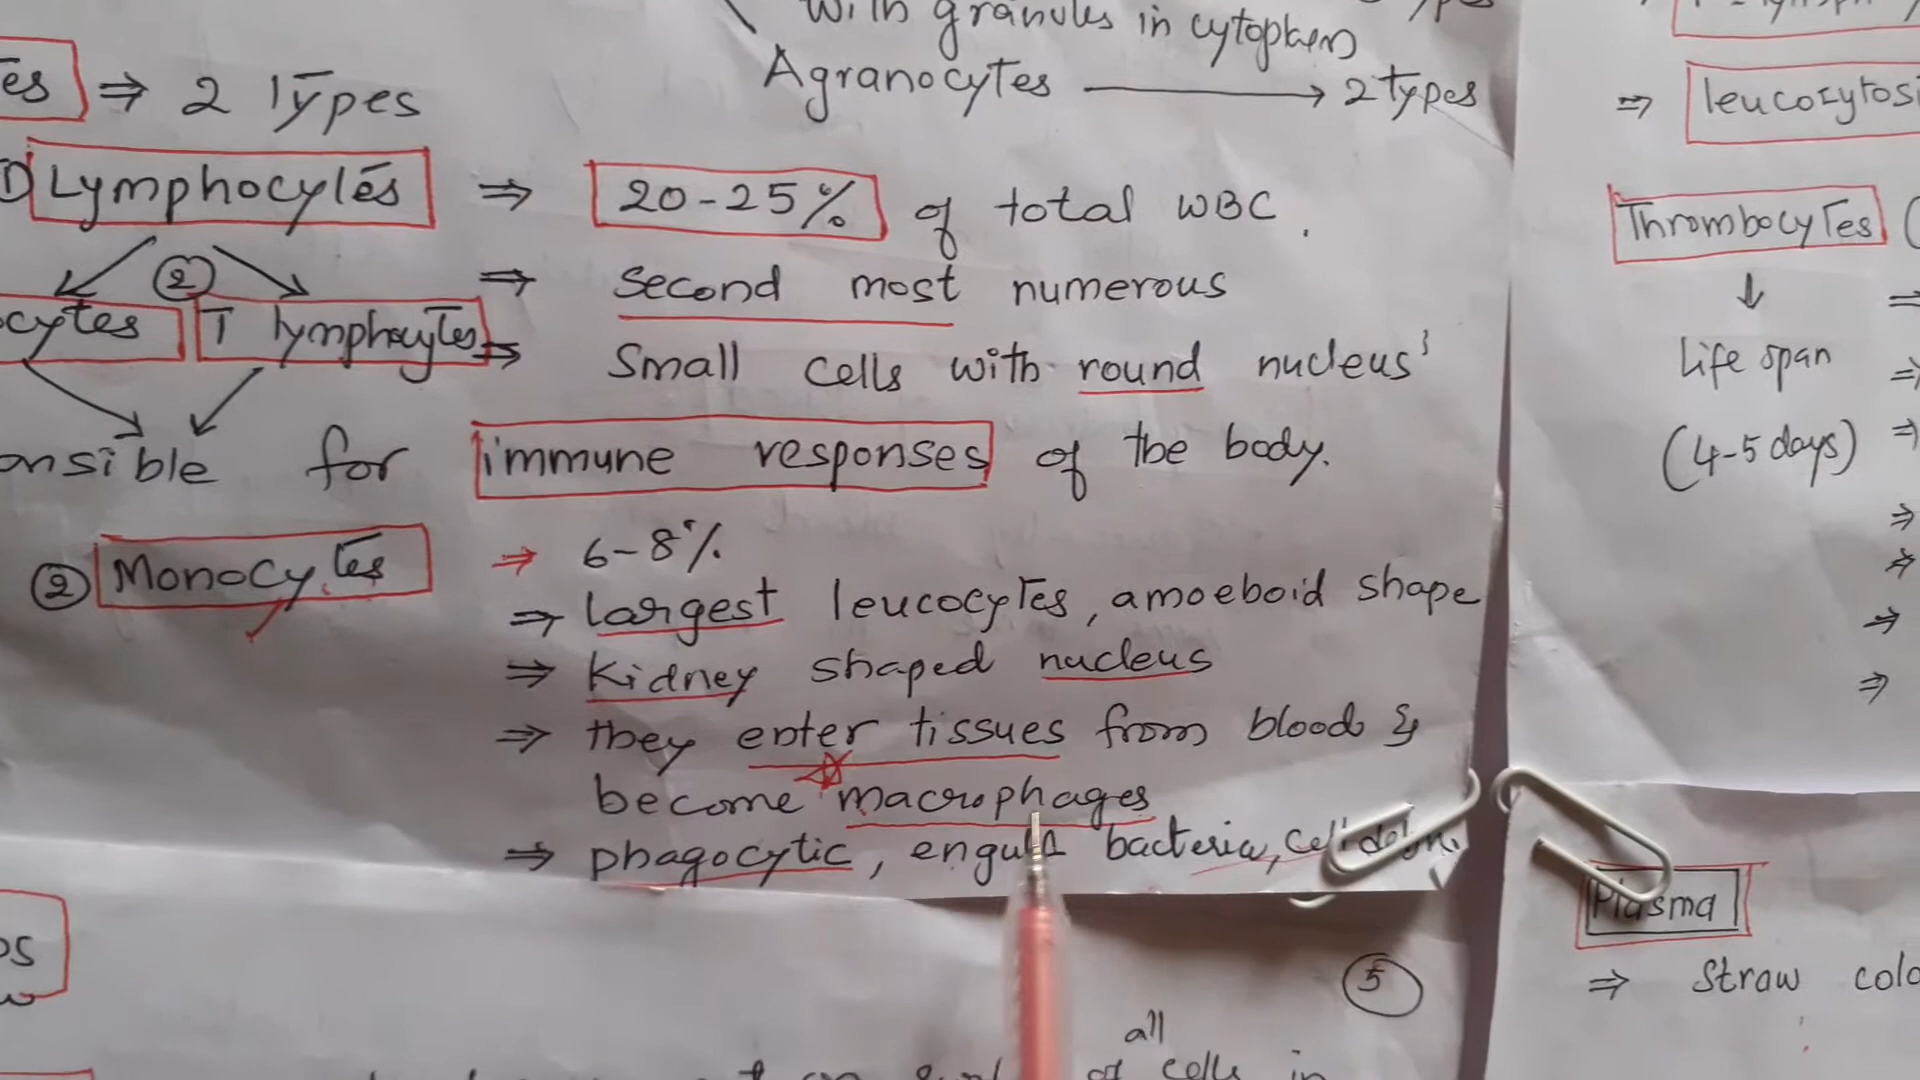 With granules in cytoplasm
Agranocytes → 2 types
es ⇒ 2 Types
① Lymphocytes ⇒ 20-25% of total WBC.
② ⇒ Second most numerous
cytes T lymphocytes ⇒ Small cells with round nucleus
onsible for immune responses of the body.
② Monocytes → 6-8%
⇒ largest leucocytes, amoeboid shape
⇒ Kidney shaped nucleus
⇒ they enter tissues from blood &
become macrophages
⇒ phagocytic, engulf bacteria,
⇒ leucocytosi
Thrombocytes (
↓ ⇒
Life span ⇒
(4-5 days) ⇒
⇒
⇒
⇒
⇒
Plasma
⇒ Straw colo
⑤
all
of cells in